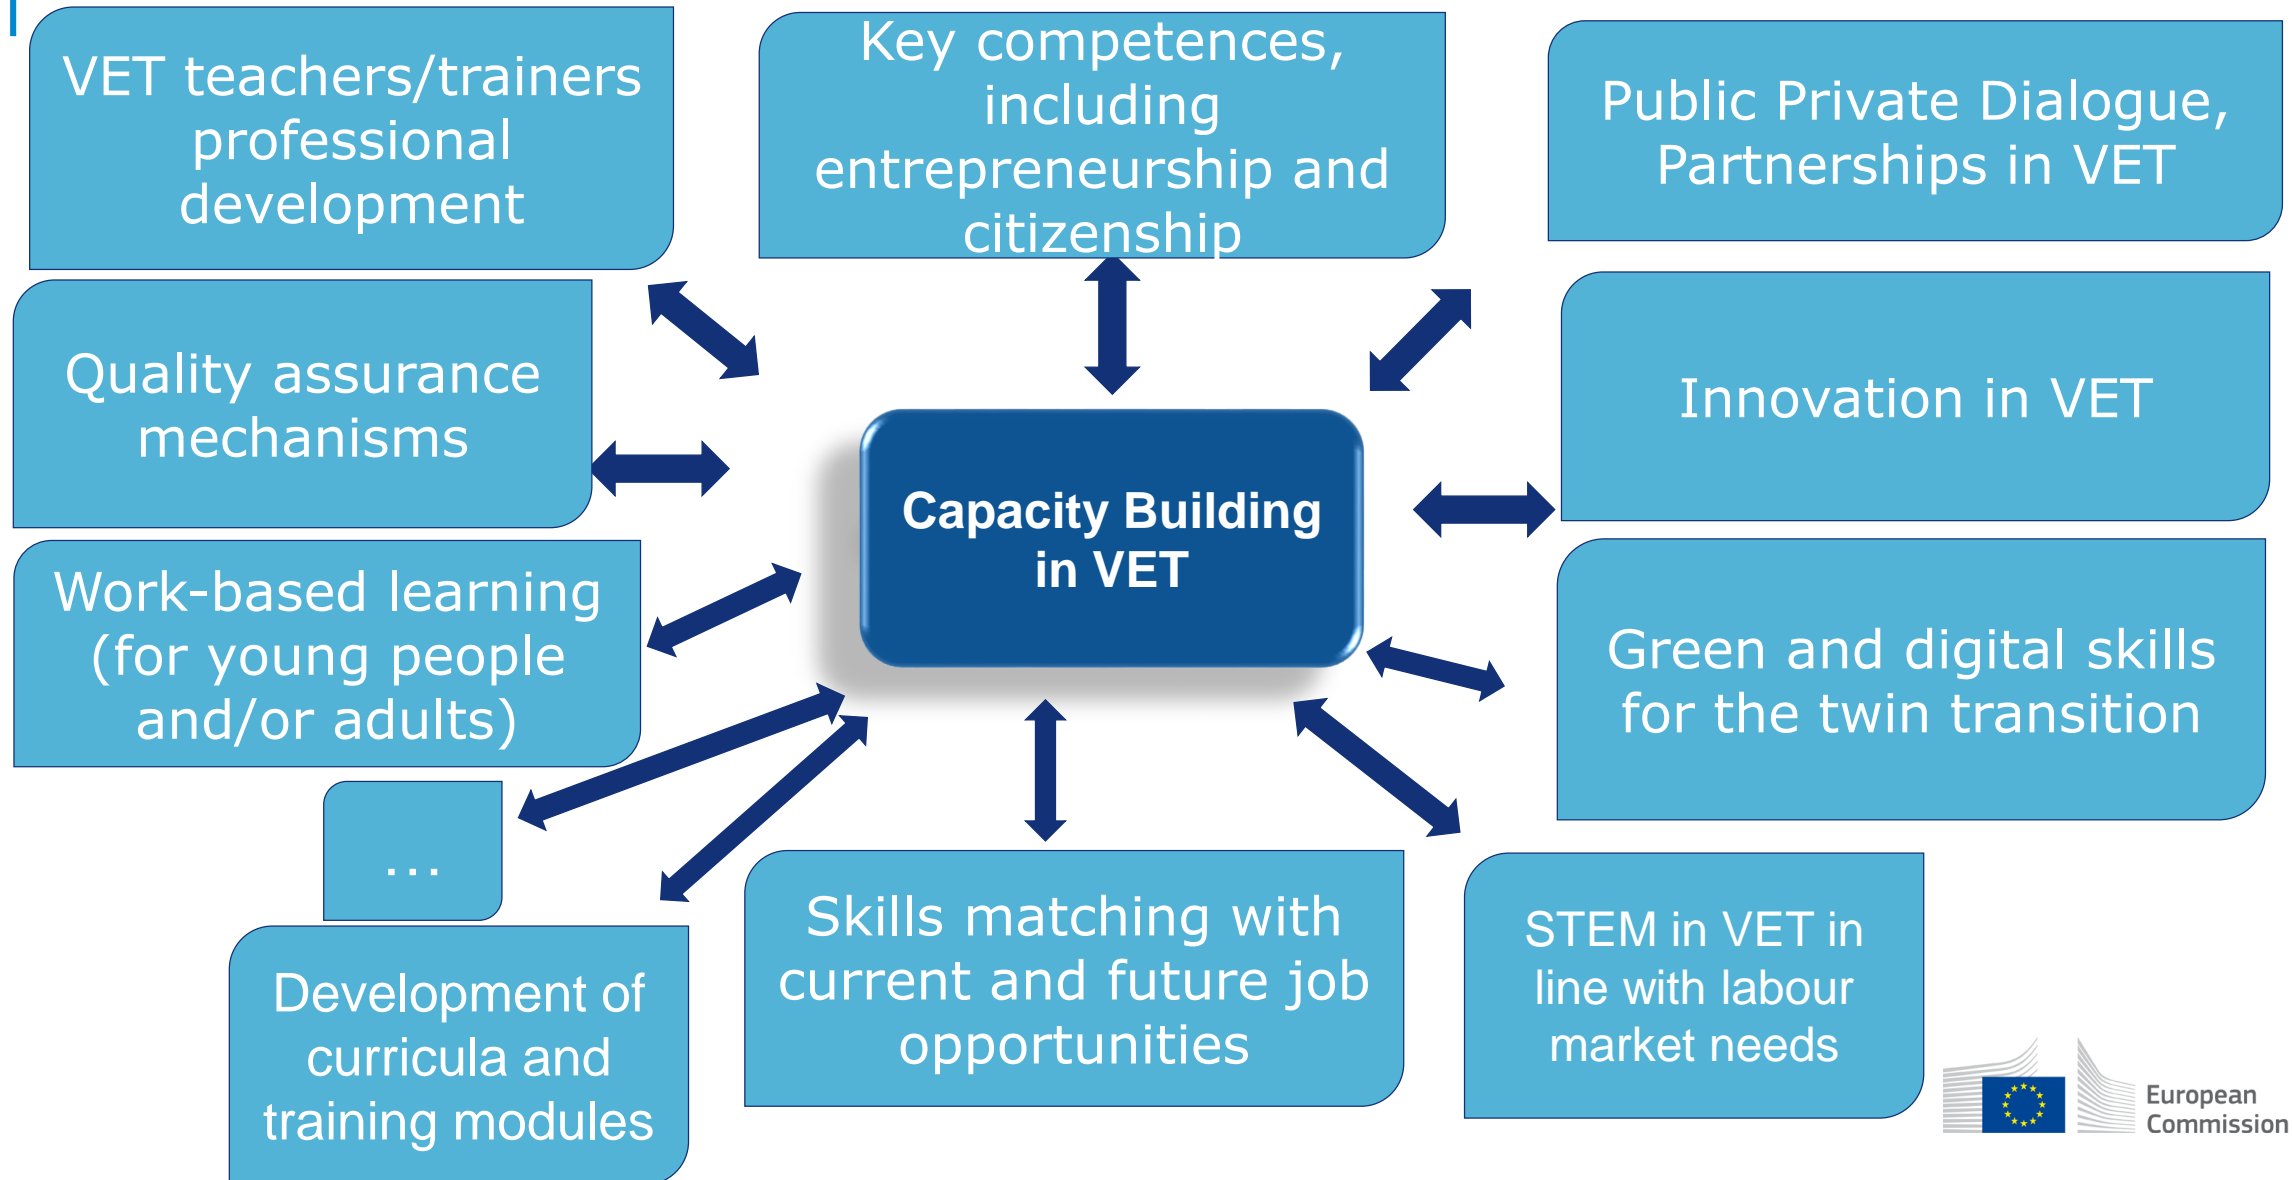 VET teachers/trainers
professional
development
Key competences,
including
entrepreneurship and
citizenship
Public Private Dialogue,
Partnerships in VET
Quality assurance
mechanisms
Innovation in VET
Capacity Building
in VET
Work-based learning
(for young people
and/or adults)
Green and digital skills
for the twin transition
...
Development of
curricula and
training modules
Skills matching with
current and future job
opportunities
STEM in VET in
line with labour
market needs
European
Commission